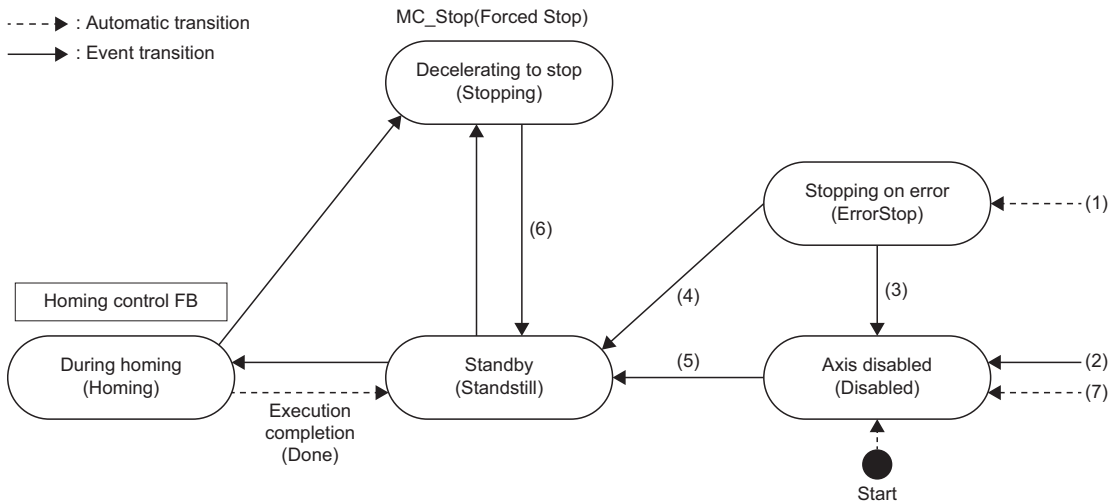 : Automatic transition
: Event transition
MC_Stop(Forced Stop)
Decelerating to stop
(Stopping)
Stopping on error
(ErrorStop)
(1)
(6)
(4)
(3)
Homing control FB
During homing
(Homing)
Standby
(Standstill)
(5)
Axis disabled
(Disabled)
(2)
(7)
Execution
completion
(Done)
Start